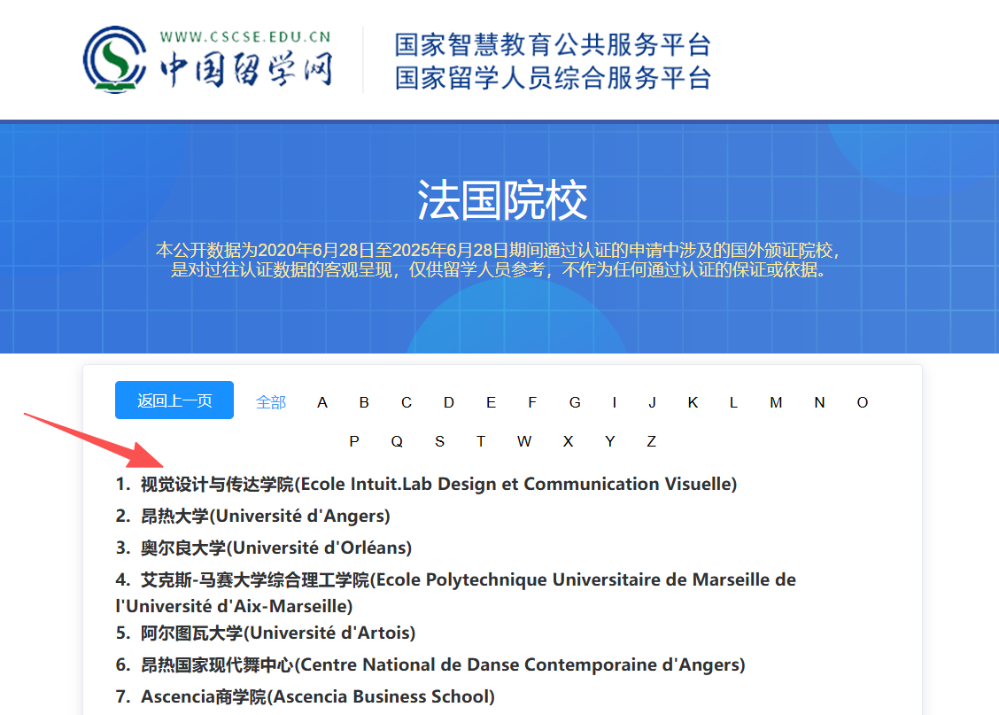 WWW.CSCSE.EDU.CN
中国留学网
国家智慧教育公共服务平台
国家留学人员综合服务平台
法国院校
本公开数据为2020年6月28日至2025年6月28日期间通过认证的申请中涉及的国外颁证院校，
是对过往认证数据的客观呈现，仅供留学人员参考，不作为任何通过认证的保证或依据。
返回上一页 全部 A B C D E F G I J K L M N O
P Q S T W X Y Z
1. 视觉设计与传达学院(Ecole Intuit.Lab Design et Communication Visuelle)
2. 昂热大学(Université d'Angers)
3. 奥尔良大学(Université d'Orléans)
4. 艾克斯-马赛大学综合理工学院(Ecole Polytechnique Universitaire de Marseille de
l'Université d'Aix-Marseille)
5. 阿尔图瓦大学(Université d'Artois)
6. 昂热国家现代舞中心(Centre National de Danse Contemporaine d'Angers)
7. Ascencia商学院(Ascencia Business School)